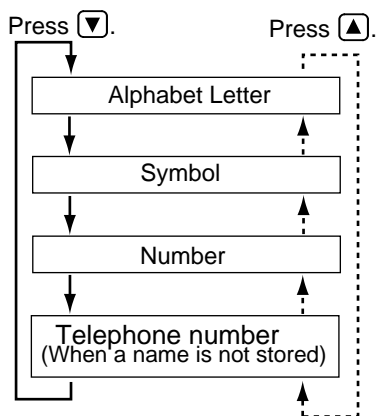 Press ▼.
Press ▲.
Alphabet Letter
Symbol
Number
Telephone number
(When a name is not stored)